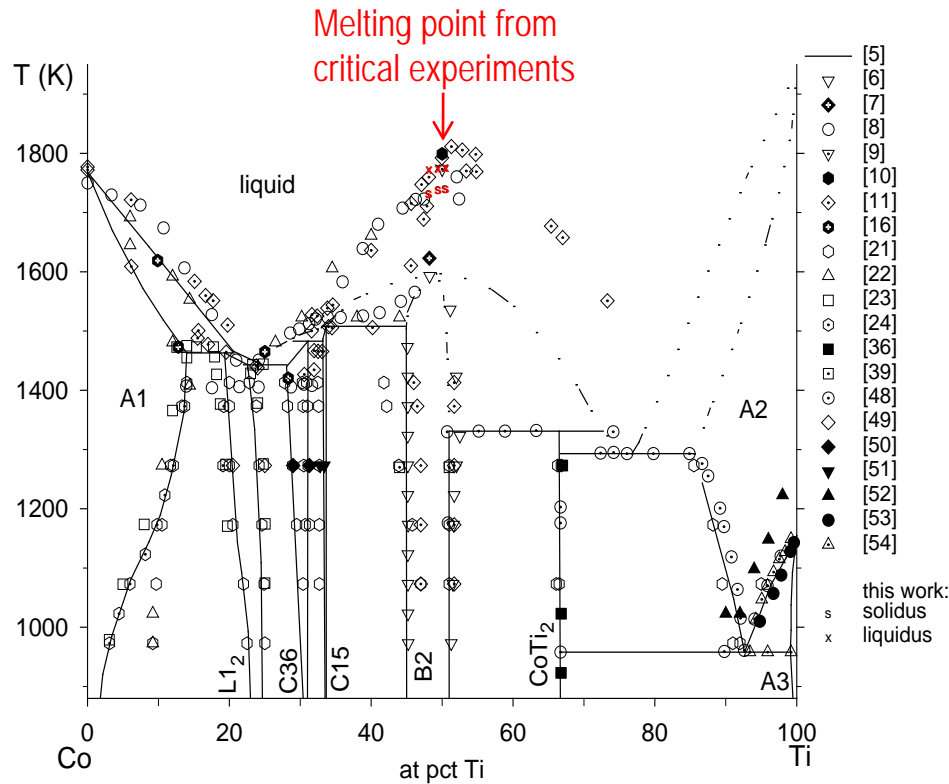 Melting point from
critical experiments
T (K)
1800
1600
1400
1200
1000
liquid
A1
A2
L1₂
C36
C15
B2
CoTi₂
A3
0
20
40
60
80
100
Co
at pct Ti
Ti
[5]
[6]
[7]
[8]
[9]
[10]
[11]
[16]
[21]
[22]
[23]
[24]
[36]
[39]
[48]
[49]
[50]
[51]
[52]
[53]
[54]
this work:
s solidus
x liquidus
x x x
s s s